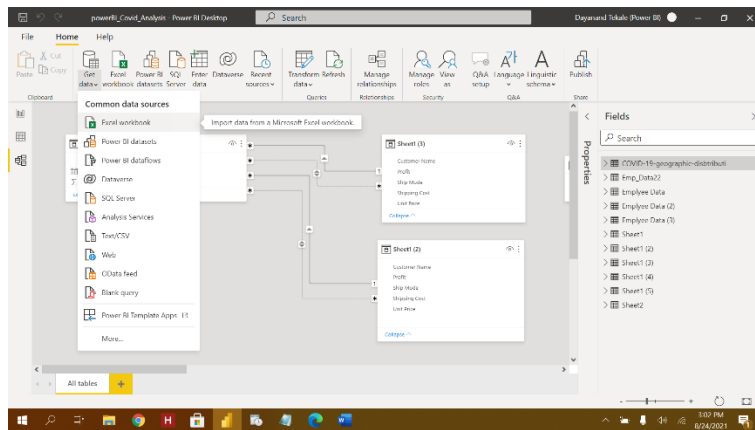 powerBI_Covid_Analysis - Power BI Desktop
Search
Dayanand Tekale (Power BI)
File Home Help
Paste
Cut
Copy
Get data
Excel workbook
Power BI datasets
SQL Server
Enter data
Dataverse
Recent sources
Transform data
Refresh
Manage relationships
Manage roles
View as
Q&A setup
Language
Linguistic schema
Publish
Clipboard
Queries
Relationships
Security
Q&A
Share
Common data sources
Excel workbook
Import data from a Microsoft Excel workbook.
Power BI datasets
Power BI dataflows
Dataverse
SQL Server
Analysis Services
Text/CSV
Web
OData feed
Blank query
Power BI Template Apps
More...
Sheet1 (3)
Customer Name
Profit
Ship Mode
Shipping Cost
Unit Price
Collapse
Sheet1 (2)
Customer Name
Profit
Ship Mode
Shipping Cost
Unit Price
Collapse
Properties
Fields
Search
COVID-19-geographic-distributi
Emp_Data22
Emplyee Data
Emplyee Data (2)
Emplyee Data (3)
Sheet1
Sheet1 (2)
Sheet1 (3)
Sheet1 (4)
Sheet1 (5)
Sheet2
All tables
3:02 PM
8/24/2021